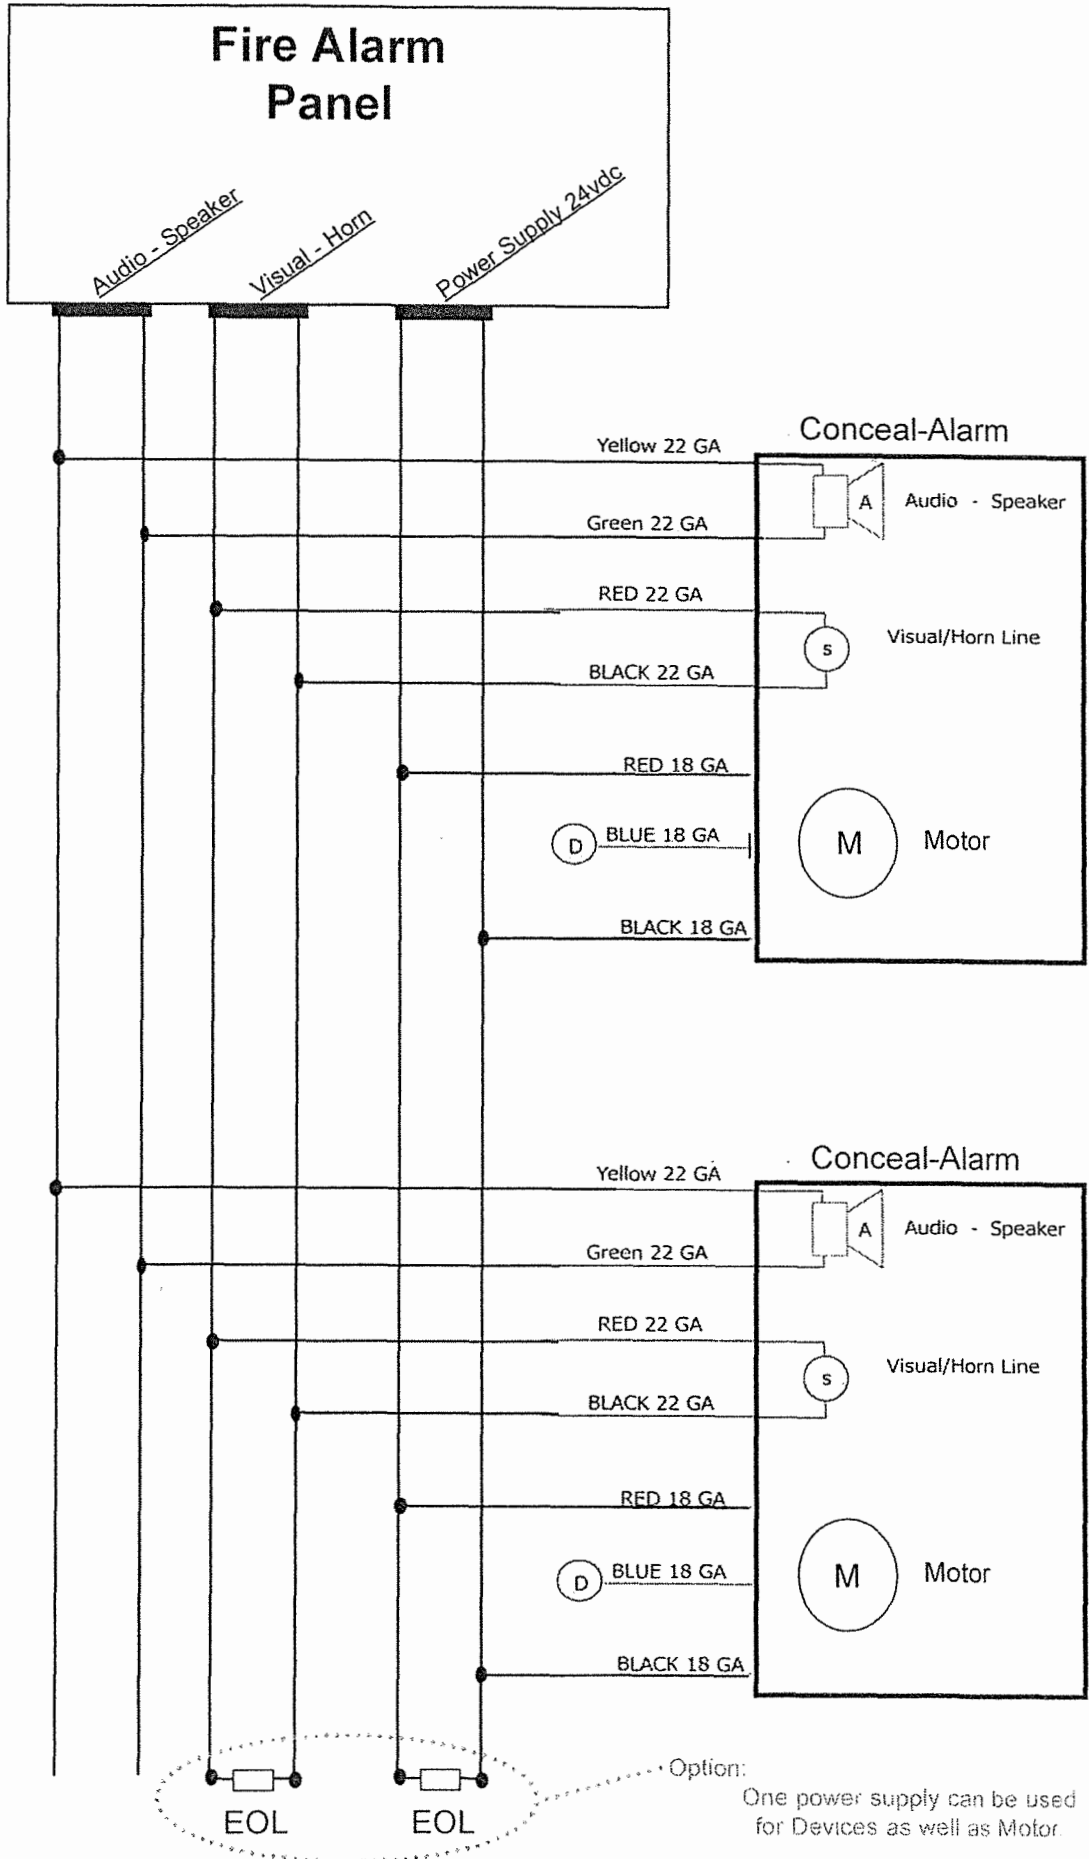 Fire Alarm
Panel
Audio - Speaker
Visual - Horn
Power Supply 24vdc
Conceal-Alarm
Yellow 22 GA
A
Audio - Speaker
Green 22 GA
RED 22 GA
S
Visual/Horn Line
BLACK 22 GA
RED 18 GA
D
BLUE 18 GA
M
Motor
BLACK 18 GA
Conceal-Alarm
Yellow 22 GA
A
Audio - Speaker
Green 22 GA
RED 22 GA
S
Visual/Horn Line
BLACK 22 GA
RED 18 GA
D
BLUE 18 GA
M
Motor
BLACK 18 GA
EOL
EOL
Option:
One power supply can be used
for Devices as well as Motor.